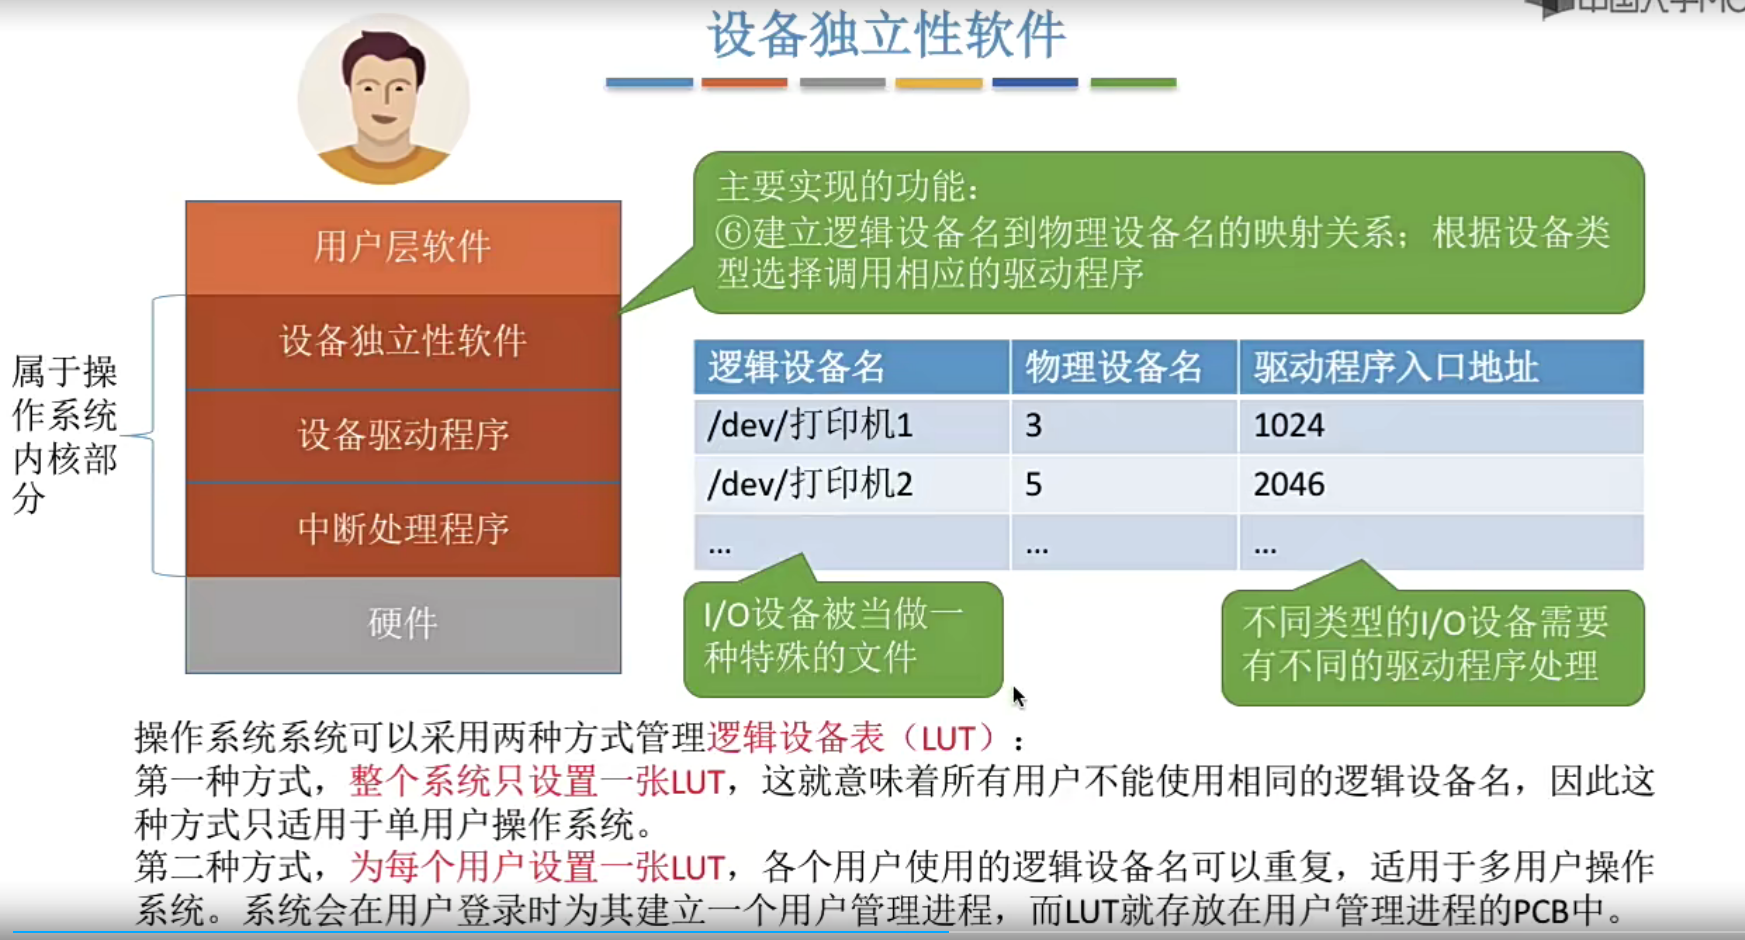 设备独立性软件
主要实现的功能：
⑥建立逻辑设备名到物理设备名的映射关系；根据设备类
型选择调用相应的驱动程序
用户层软件
设备独立性软件
设备驱动程序
中断处理程序
硬件
属于操
作系统
内核部
分
逻辑设备名 物理设备名 驱动程序入口地址
/dev/打印机1 3 1024
/dev/打印机2 5 2046
... ... ...
I/O设备被当做一
种特殊的文件
不同类型的I/O设备需要
有不同的驱动程序处理
操作系统系统可以采用两种方式管理逻辑设备表（LUT）：
第一种方式，整个系统只设置一张LUT，这就意味着所有用户不能使用相同的逻辑设备名，因此这
种方式只适用于单用户操作系统。
第二种方式，为每个用户设置一张LUT，各个用户使用的逻辑设备名可以重复，适用于多用户操作
系统。系统会在用户登录时为其建立一个用户管理进程，而LUT就存放在用户管理进程的PCB中。